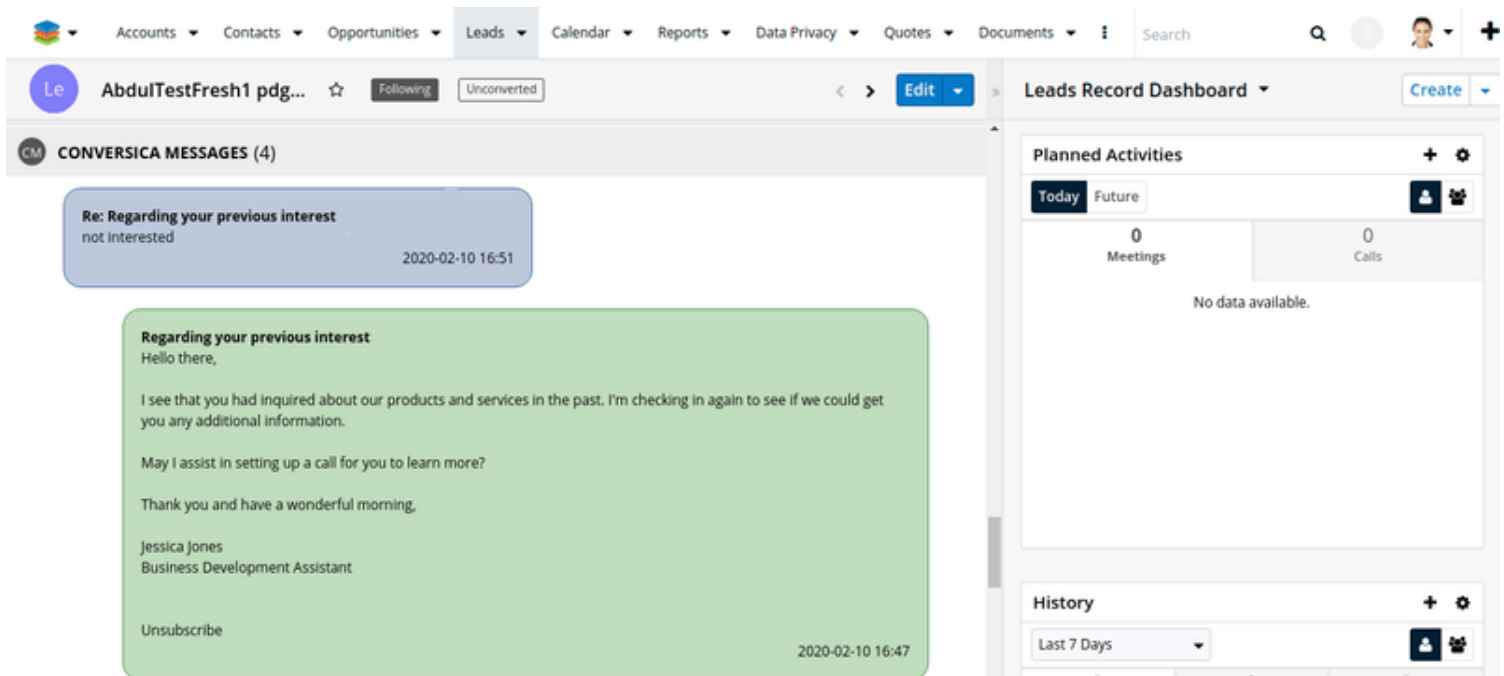 Accounts Contacts Opportunities Leads Calendar Reports Data Privacy Quotes Documents Search
Le AbdulTestFresh1 pdg... Following Unconverted Edit
Leads Record Dashboard Create
CM CONVERSICA MESSAGES (4)
Re: Regarding your previous interest
not interested
2020-02-10 16:51
Regarding your previous interest
Hello there,
I see that you had inquired about our products and services in the past. I'm checking in again to see if we could get
you any additional information.
May I assist in setting up a call for you to learn more?
Thank you and have a wonderful morning,
Jessica Jones
Business Development Assistant
Unsubscribe
2020-02-10 16:47
Planned Activities
Today Future
0 0
Meetings Calls
No data available.
History
Last 7 Days